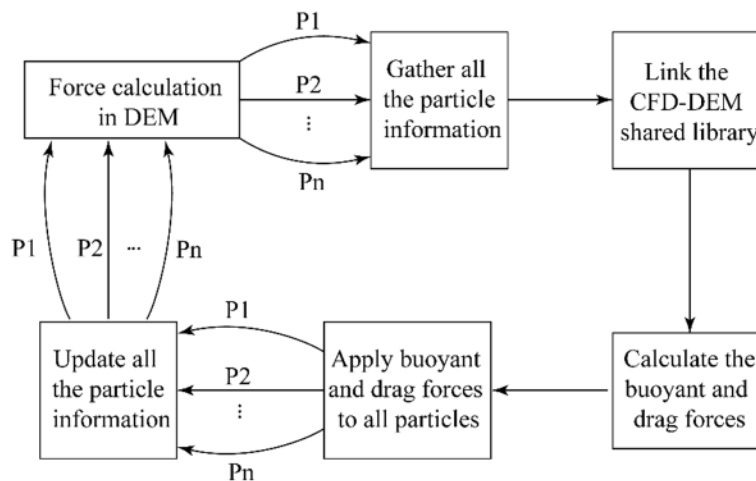 Force calculation
in DEM
P1
P2
⋮
Pn
Gather all
the particle
information
Link the
CFD-DEM
shared library
Calculate the
buoyant and
drag forces
Apply buoyant
and drag forces
to all particles
P1
P2
⋮
Pn
Update all
the particle
information
P1
P2
...
Pn